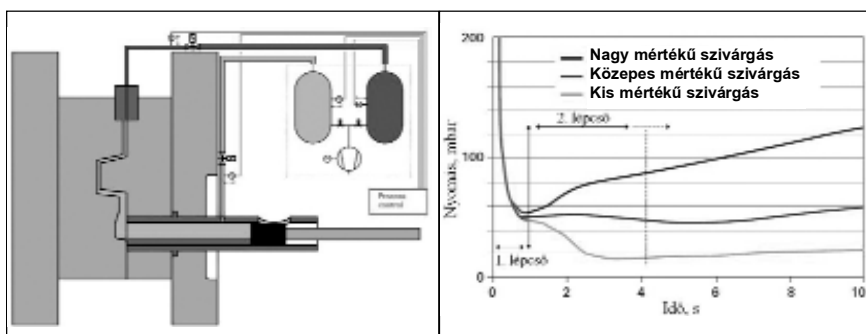 Process
control
200
100
0
Nyomás, mbar
Nagy mértékű szivárgás
Közepes mértékű szivárgás
Kis mértékű szivárgás
2. lépcső
1. lépcső
0 2 4 6 8 10
Idő, s